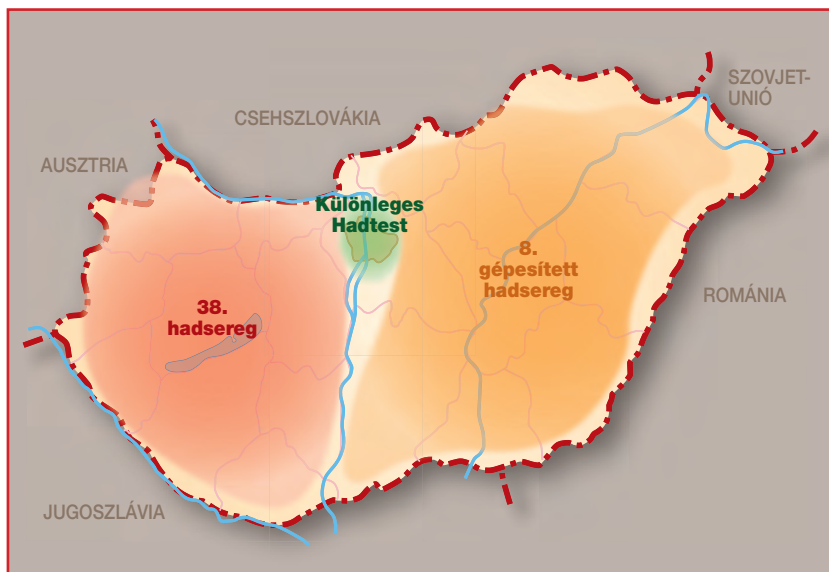 SZOVJET-
UNIÓ
CSEHSZLOVÁKIA
AUSZTRIA
Különleges
Hadtest
8.
gépesített
hadsereg
ROMÁNIA
38.
hadsereg
JUGOSZLÁVIA